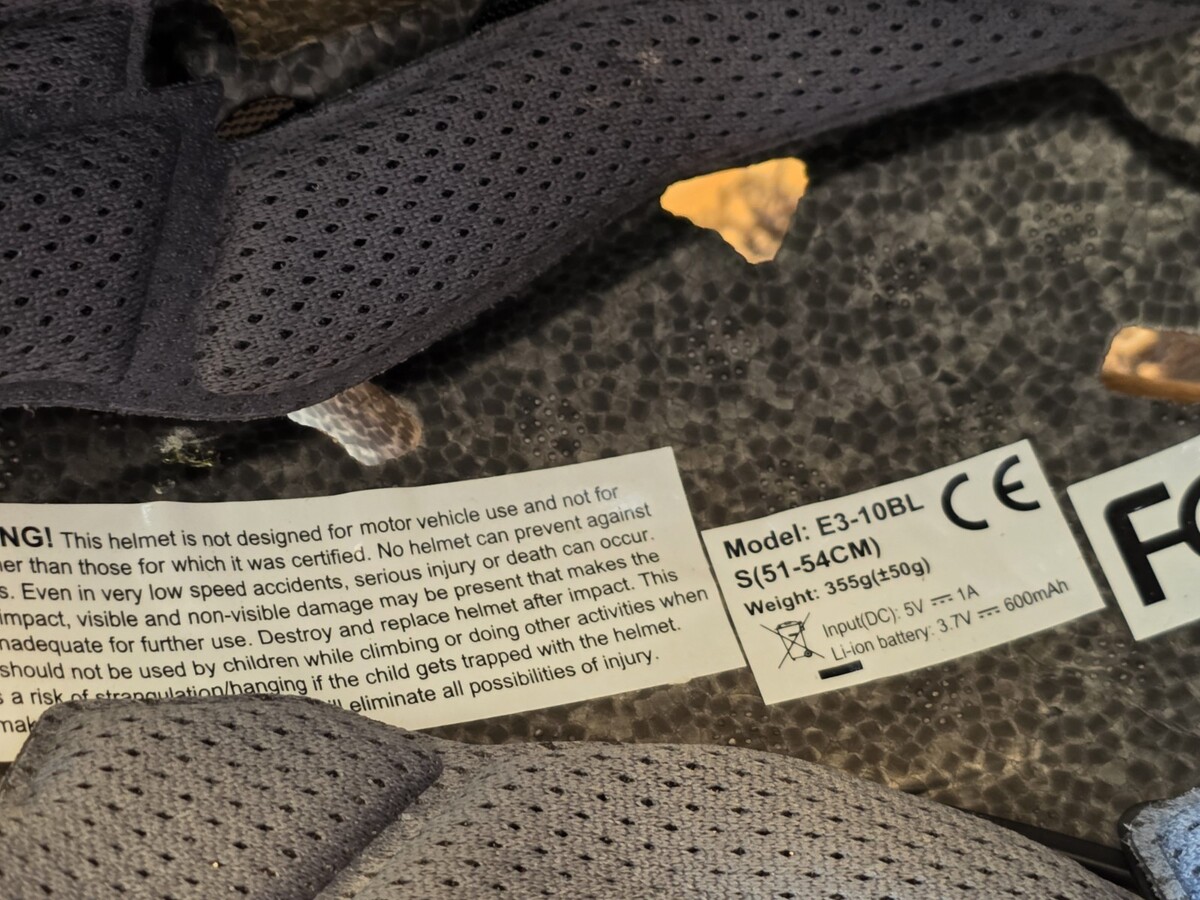 NG! This helmet is not designed for motor vehicle use and not for
her than those for which it was certified. No helmet can prevent against
s. Even in very low speed accidents, serious injury or death can occur.
impact, visible and non-visible damage may be present that makes the
nadequate for further use. Destroy and replace helmet after impact. This
should not be used by children while climbing or doing other activities when
s a risk of strangulation/hanging if the child gets trapped with the helmet.
mak ll eliminate all possibilities of injury.
Model: E3-10BL CE
S(51-54CM)
Weight: 355g(±50g)
Input(DC): 5V ⎓ 1A
Li-ion battery: 3.7V ⎓ 600mAh
FC